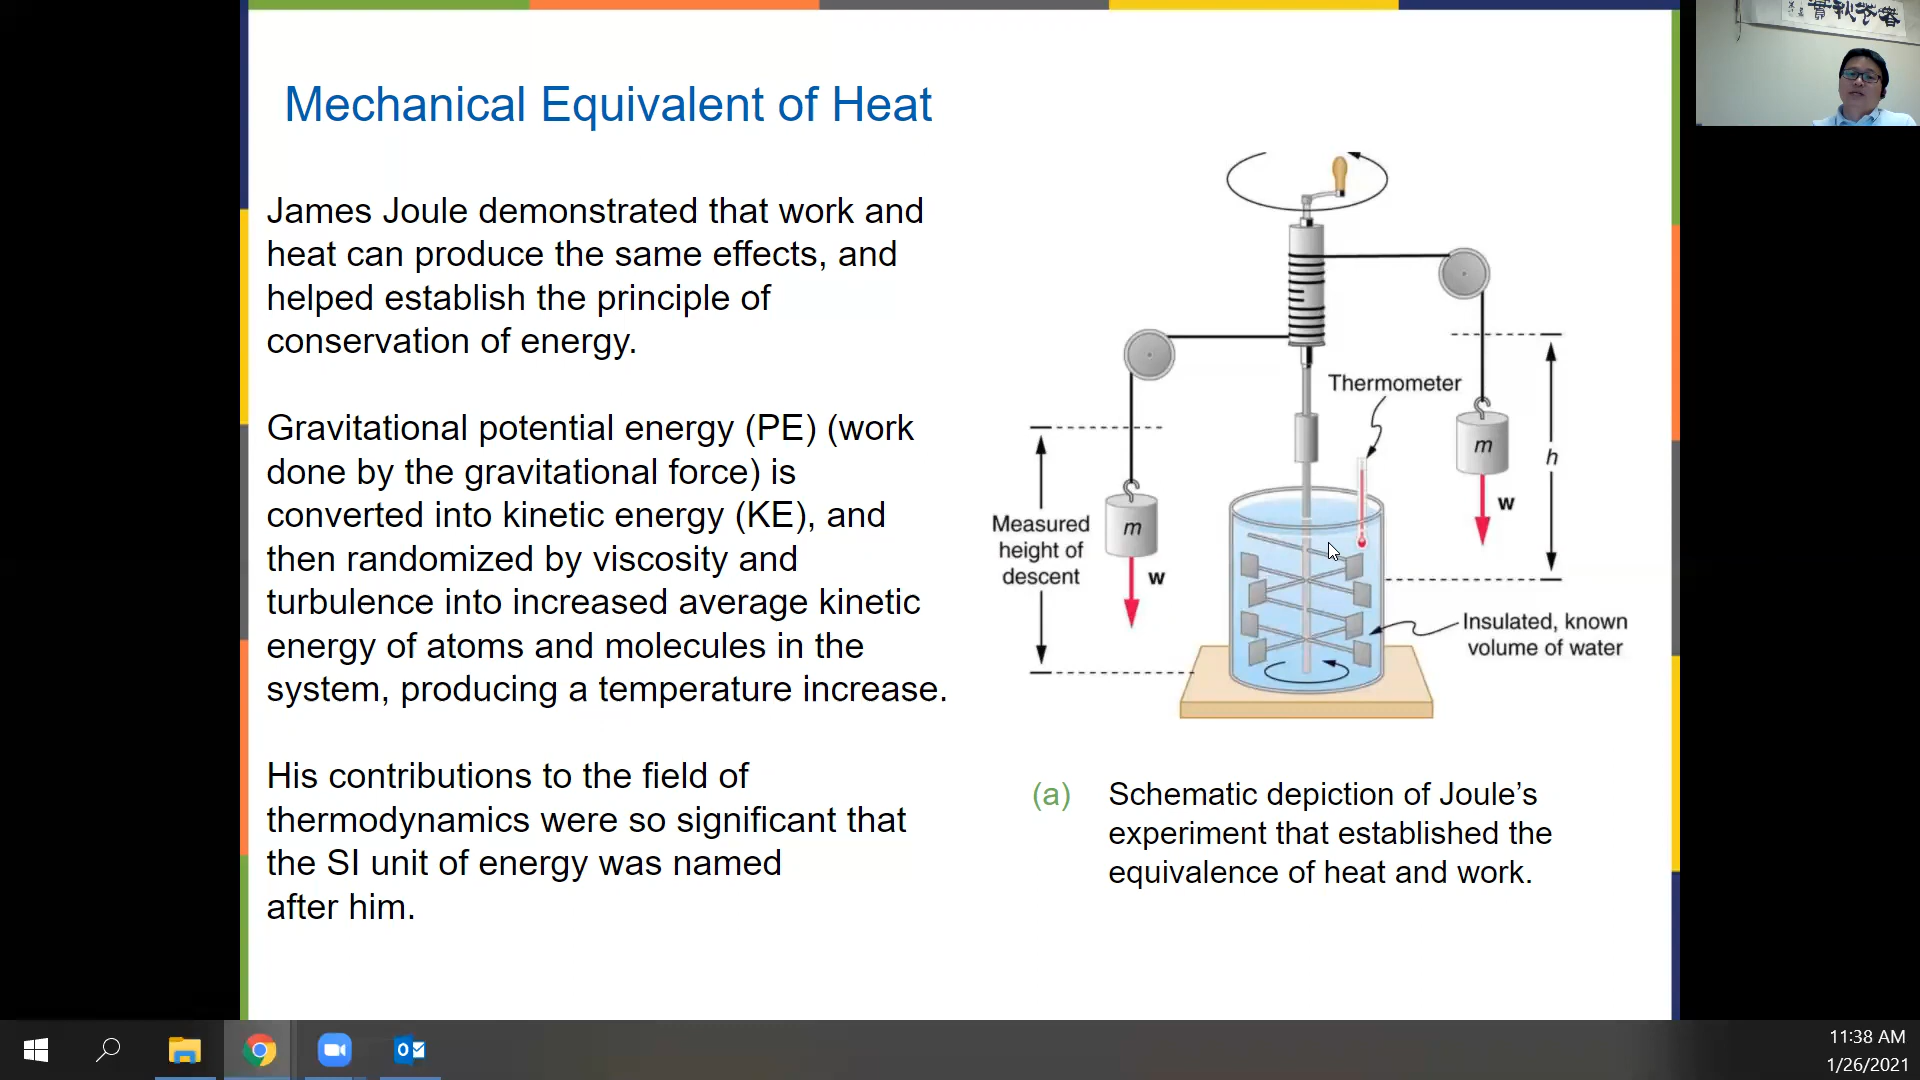 Mechanical Equivalent of Heat
James Joule demonstrated that work and
heat can produce the same effects, and
helped establish the principle of
conservation of energy.
Gravitational potential energy (PE) (work
done by the gravitational force) is
converted into kinetic energy (KE), and
then randomized by viscosity and
turbulence into increased average kinetic
energy of atoms and molecules in the
system, producing a temperature increase.
His contributions to the field of
thermodynamics were so significant that
the SI unit of energy was named
after him.
Thermometer
m
h
w
Measured
height of
descent
m
w
Insulated, known
volume of water
(a) Schematic depiction of Joule’s
experiment that established the
equivalence of heat and work.
11:38 AM
1/26/2021